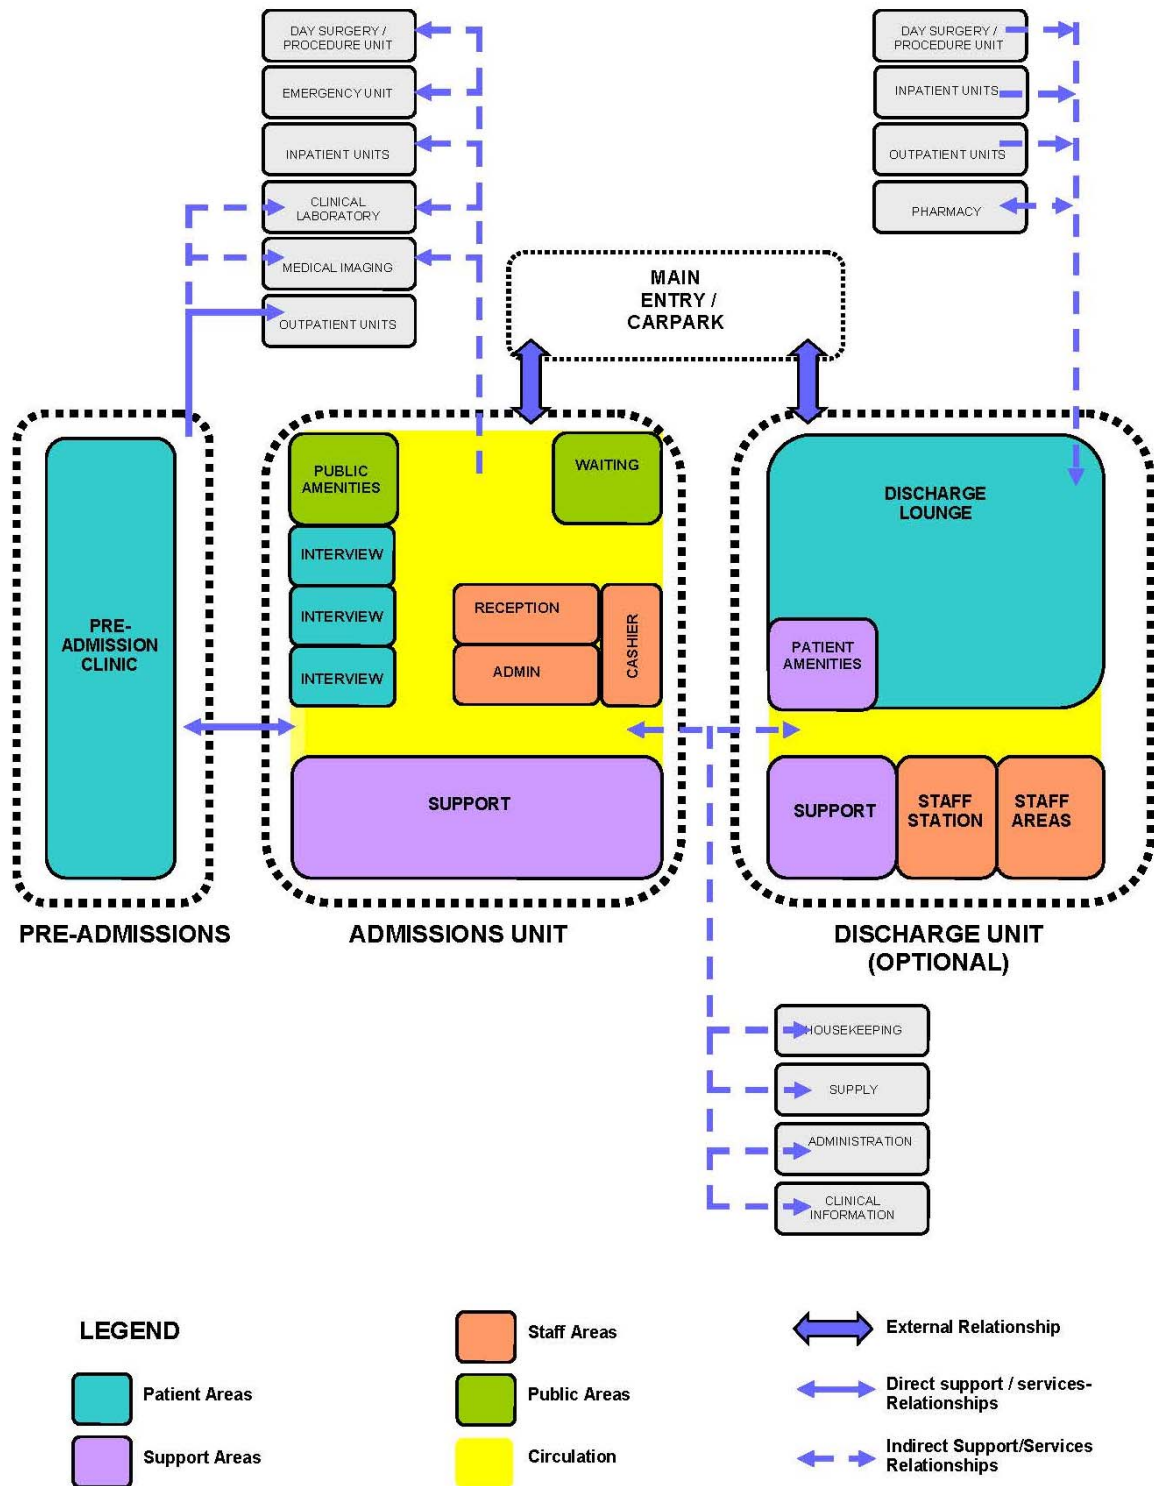 DAY SURGERY /
PROCEDURE UNIT
EMERGENCY UNIT
INPATIENT UNITS
CLINICAL
LABORATORY
MEDICAL IMAGING
OUTPATIENT UNITS
DAY SURGERY /
PROCEDURE UNIT
INPATIENT UNITS
OUTPATIENT UNITS
PHARMACY
MAIN
ENTRY /
CARPARK
PRE-
ADMISSION
CLINIC
PUBLIC
AMENITIES
WAITING
INTERVIEW
INTERVIEW
INTERVIEW
RECEPTION
ADMIN
CASHIER
SUPPORT
DISCHARGE
LOUNGE
PATIENT
AMENITIES
SUPPORT
STAFF
STATION
STAFF
AREAS
PRE-ADMISSIONS
ADMISSIONS UNIT
DISCHARGE UNIT
(OPTIONAL)
HOUSEKEEPING
SUPPLY
ADMINISTRATION
CLINICAL
INFORMATION
LEGEND
Patient Areas
Support Areas
Staff Areas
Public Areas
Circulation
External Relationship
Direct support / services-
Relationships
Indirect Support/Services
Relationships